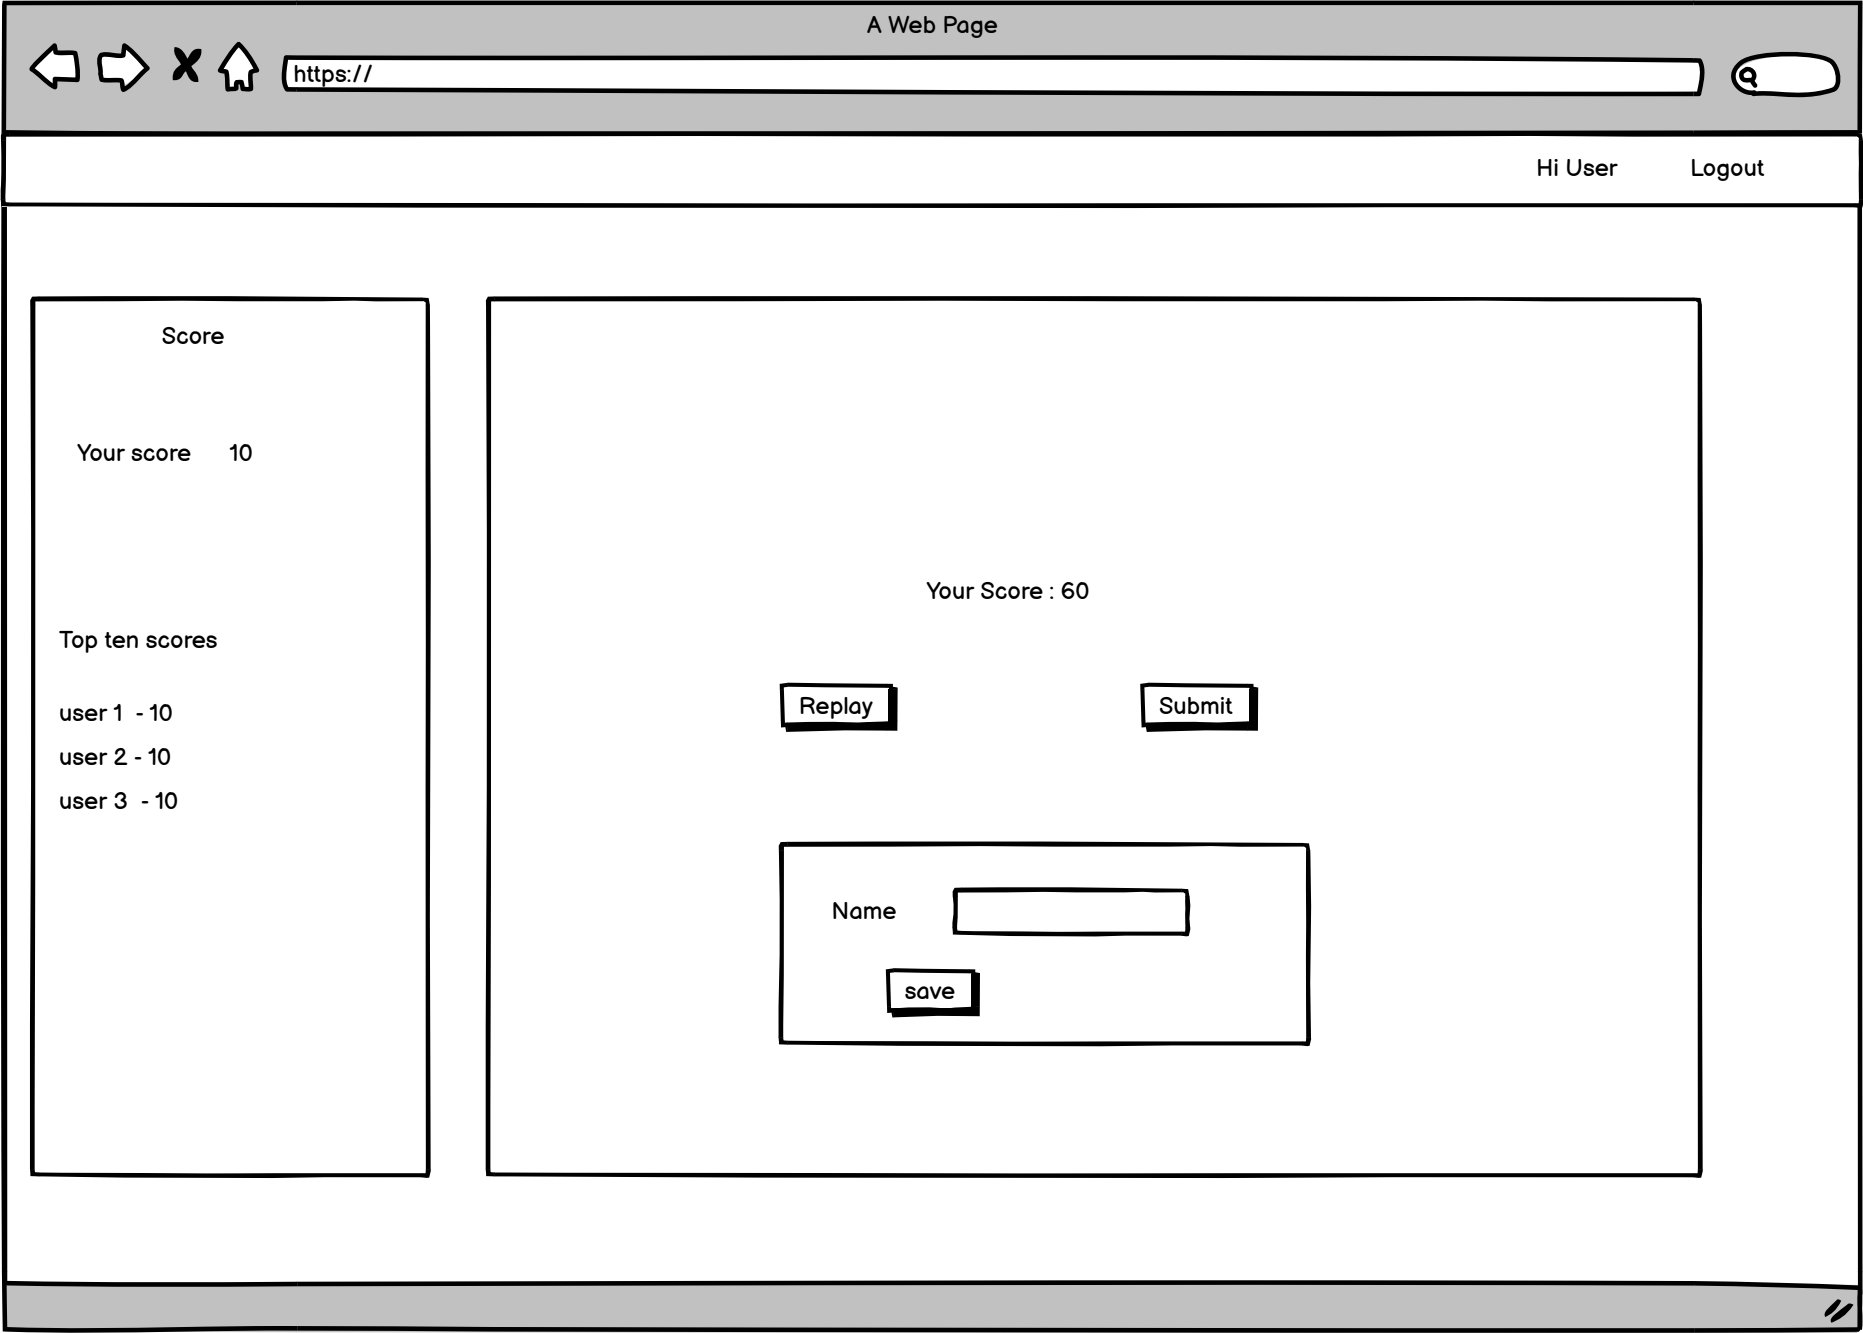 A Web Page
https://
Hi User Logout
Score
Your score 10
Top ten scores
user 1 - 10
user 2 - 10
user 3 - 10
Your Score : 60
Replay Submit
Name
save